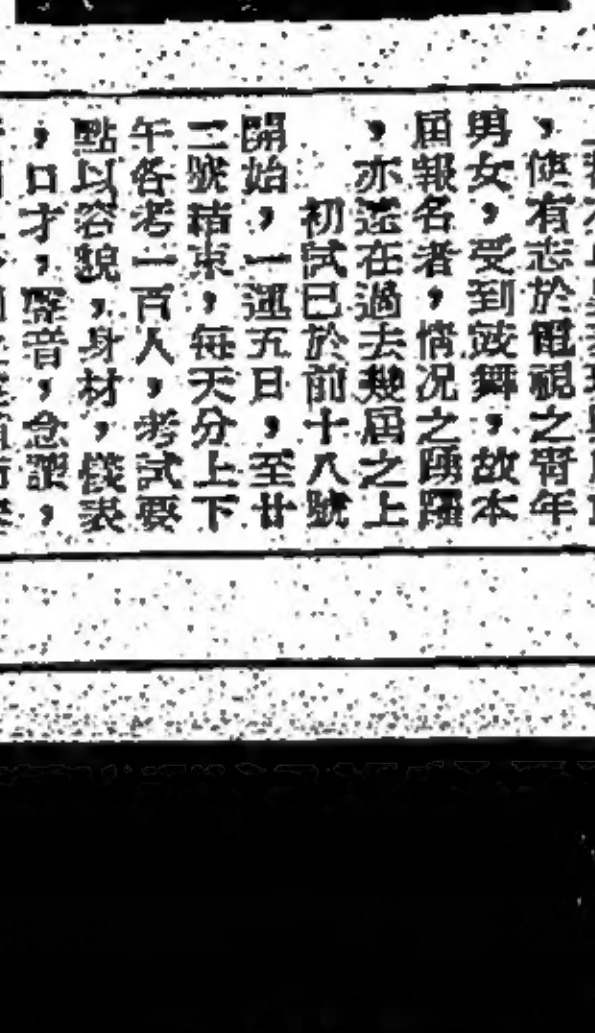 ，使有志於電視之青年
男女，受到鼓舞，故本
屆報名者，情况之踴躍
，亦遠在過去幾屆之上
初試已於前十八號
開始，一連五日，至廿
二號結束，每天分上下
午各考一百人，考試要
點以容貌，身材，儀表
，口才，聲音，念課，